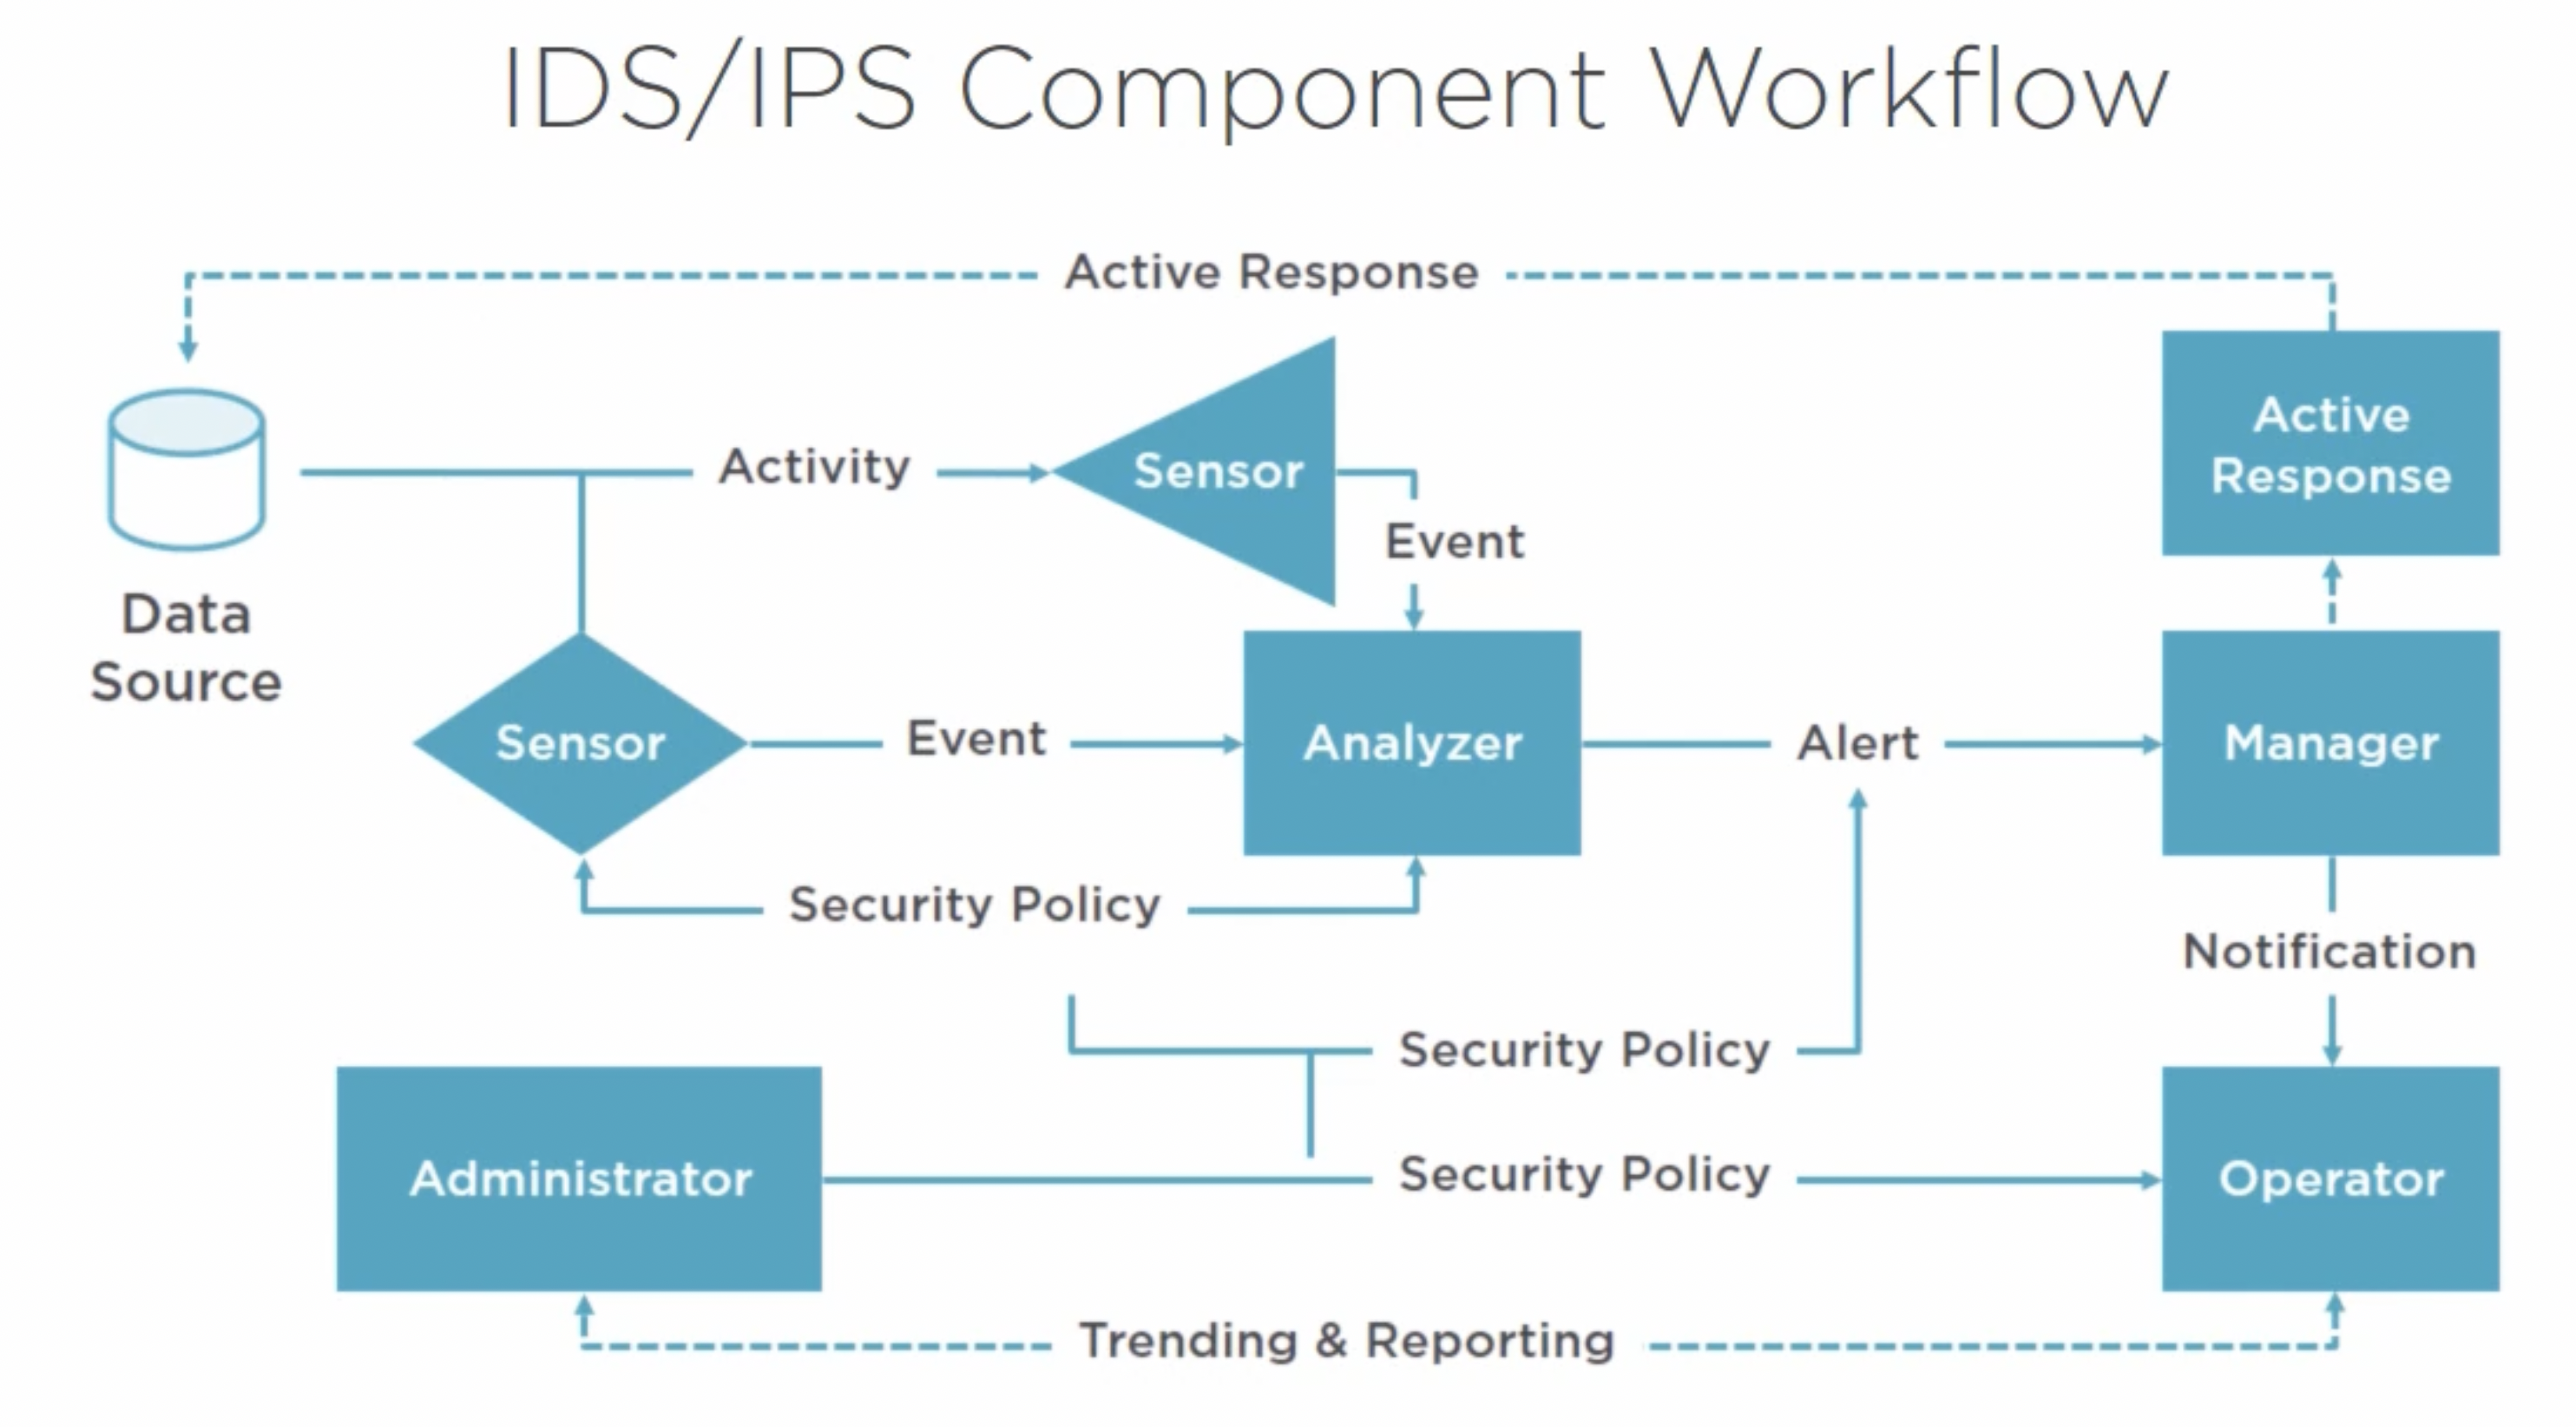 IDS/IPS Component Workflow
Active Response
Active
Response
Activity
Sensor
Event
Data
Source
Sensor
Event
Analyzer
Alert
Manager
Security Policy
Notification
Security Policy
Administrator
Security Policy
Operator
Trending & Reporting